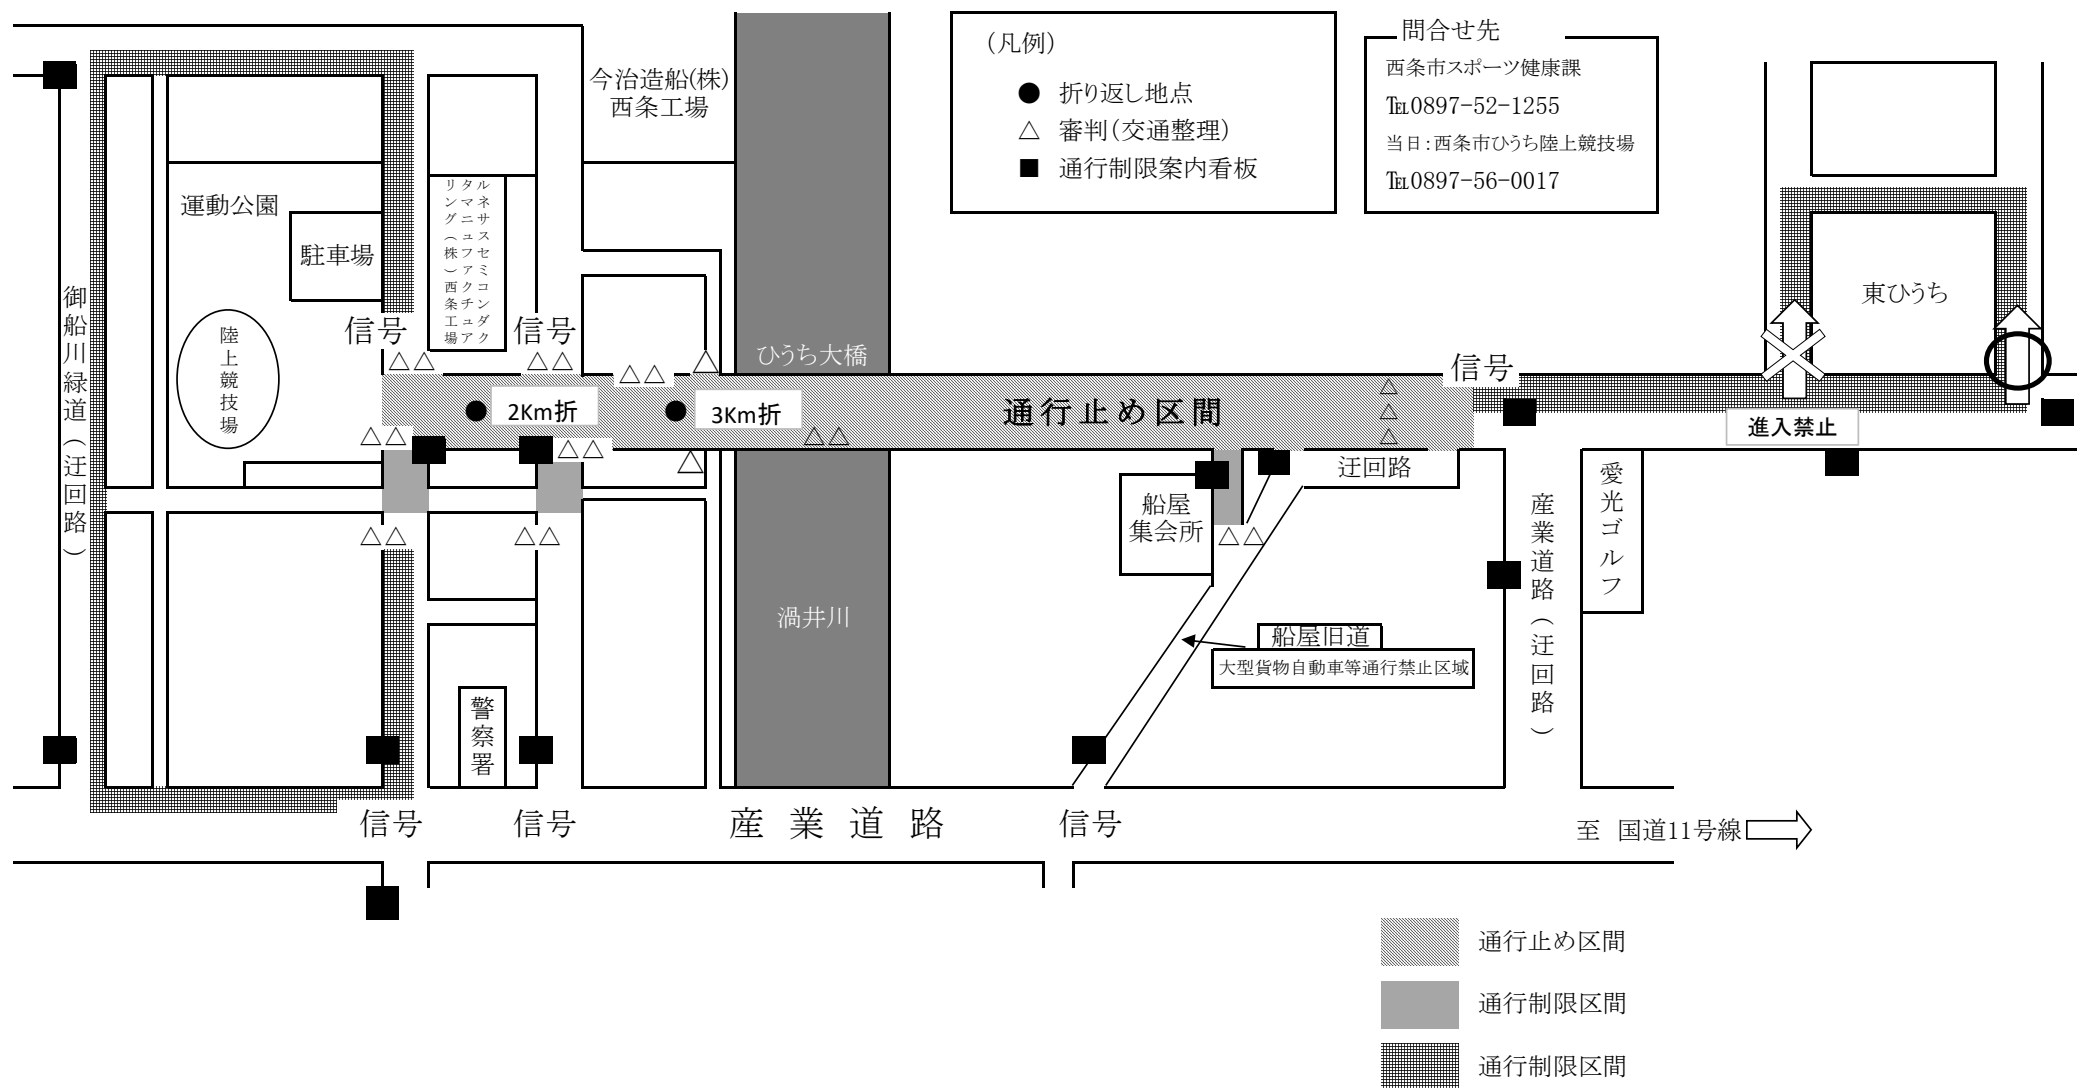 (凡例)
● 折り返し地点
△ 審判(交通整理)
■ 通行制限案内看板
問合せ先
西条市スポーツ健康課
℡0897-52-1255
当日:西条市ひうち陸上競技場
℡0897-56-0017
今治造船(株)
西条工場
運動公園
駐車場
ルネサスセミコンダク
タマニュファクチュア
リング(株)西条工場
御船川緑道(迂回路)
陸上競技場
信号
信号
ひうち大橋
信号
東ひうち
2Km折
3Km折
通行止め区間
進入禁止
迂回路
船屋
集会所
愛光ゴルフ
産業道路(迂回路)
渦井川
船屋旧道
大型貨物自動車等通行禁止区域
警察署
信号
信号
産業道路
信号
至 国道11号線
通行止め区間
通行制限区間
通行制限区間